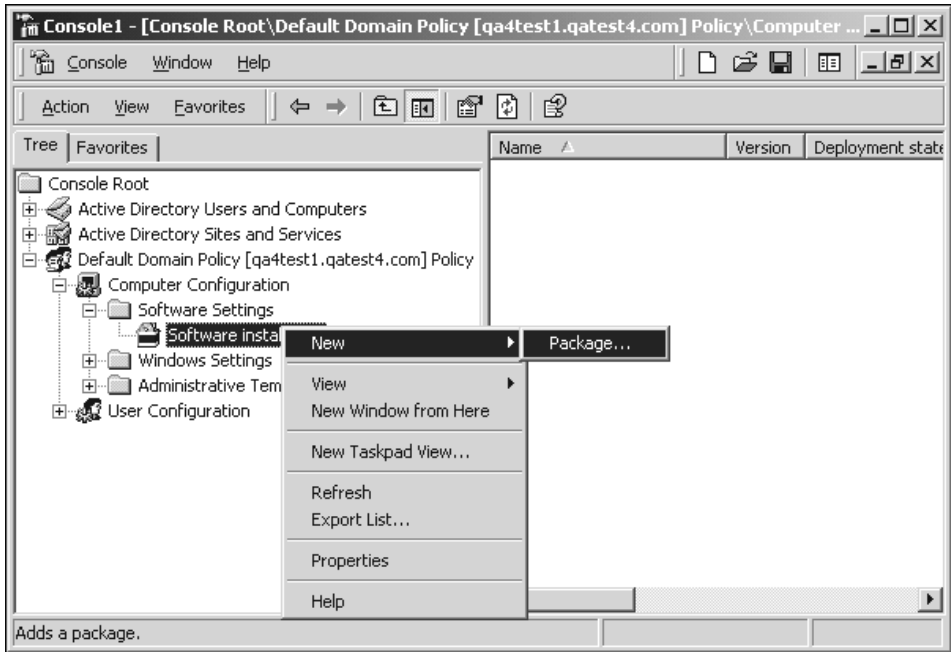 Console1 - [Console Root\Default Domain Policy [qa4test1.qatest4.com] Policy\Computer ...
Console Window Help
Action View Favorites
Tree Favorites
Name Version Deployment state
Console Root
Active Directory Users and Computers
Active Directory Sites and Services
Default Domain Policy [qa4test1.qatest4.com] Policy
Computer Configuration
Software Settings
Software insta
New Package...
Windows Settings
Administrative Tem
User Configuration
View
New Window from Here
New Taskpad View...
Refresh
Export List...
Properties
Help
Adds a package.